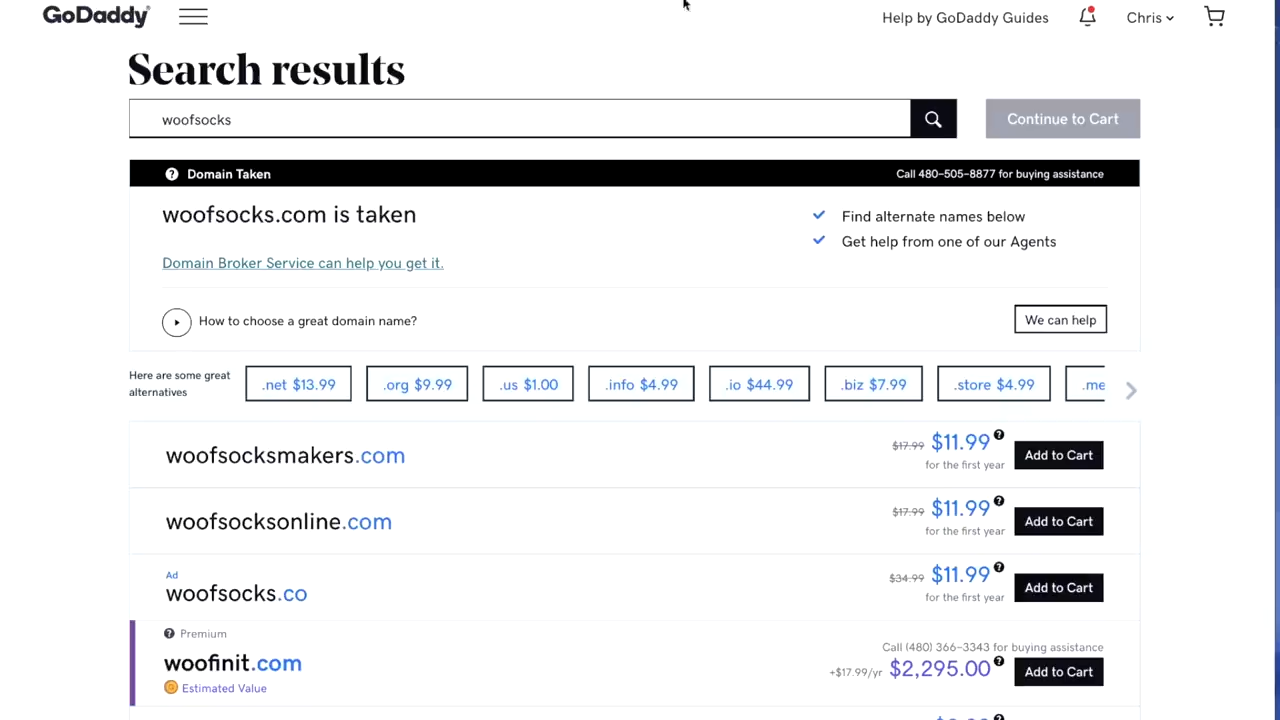 GoDaddy
Help by GoDaddy Guides
Chris
Search results
woofsocks
Continue to Cart
Domain Taken
Call 480-505-8877 for buying assistance
woofsocks.com is taken
Find alternate names below
Get help from one of our Agents
Domain Broker Service can help you get it.
How to choose a great domain name?
We can help
Here are some great
alternatives
.net $13.99
.org $9.99
.us $1.00
.info $4.99
.io $44.99
.biz $7.99
.store $4.99
.me
woofsocksmakers.com
$17.99 $11.99
for the first year
Add to Cart
woofsocksonline.com
$17.99 $11.99
for the first year
Add to Cart
Ad
woofsocks.co
$34.99 $11.99
for the first year
Add to Cart
Premium
woofinit.com
Estimated Value
Call (480) 366-3343 for buying assistance
+$17.99/yr $2,295.00
Add to Cart